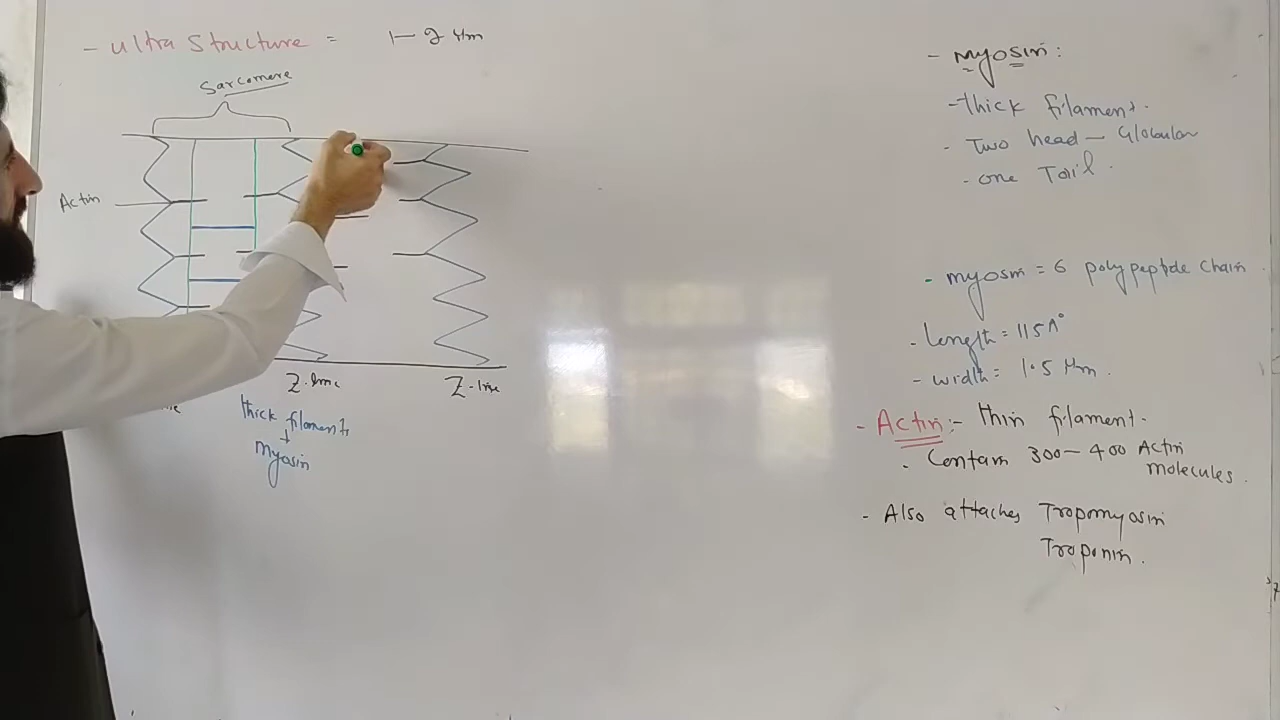 - Ultra Structure = 1-2 µm
Sarcomere
Actin
Z-line
Z-line
thick filament
myosin
- myosin:
- thick filament.
- Two head - Globular
- one Tail.
- myosin = 6 polypeptide chain.
- length = 115A°
- width = 1.5 µm.
- Actin:- thin filament.
- Contain 300-400 Actin
molecules.
- Also attaches Tropomyosin
Troponin.